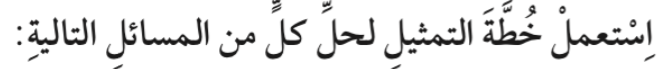 اِسْتعملْ خُطَّةَ التمثيلِ لحلِّ كلٍّ من المسائلِ التاليةِ: